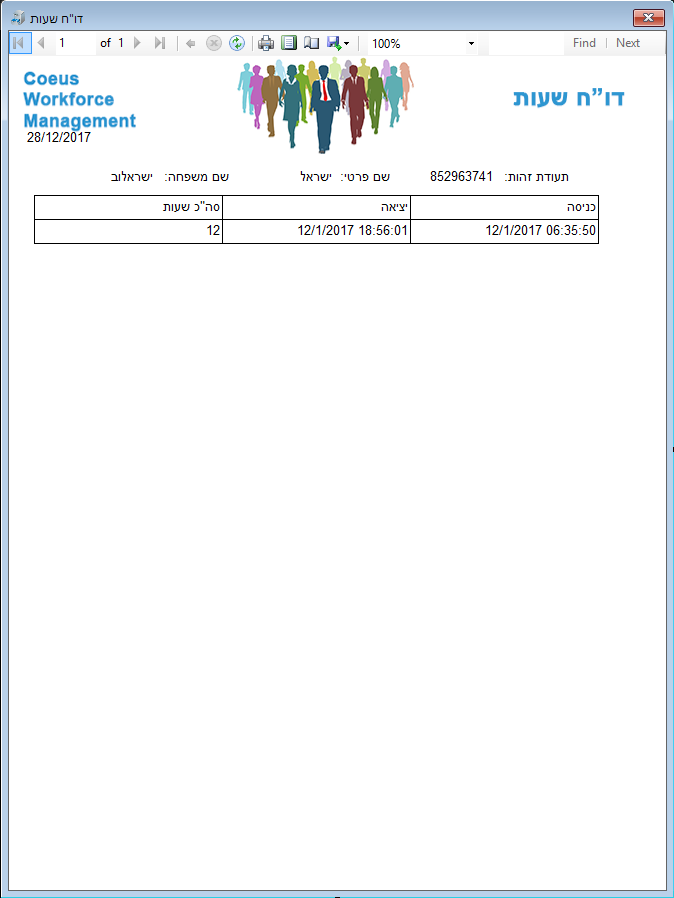 דו"ח שעות
1 of 1 100% Find | Next
Coeus
Workforce
Management
28/12/2017
דו"ח שעות
תעודת זהות: 852963741 שם פרטי: ישראל שם משפחה: ישראלוב
כניסה יציאה סה"כ שעות
12/1/2017 06:35:50 12/1/2017 18:56:01 12